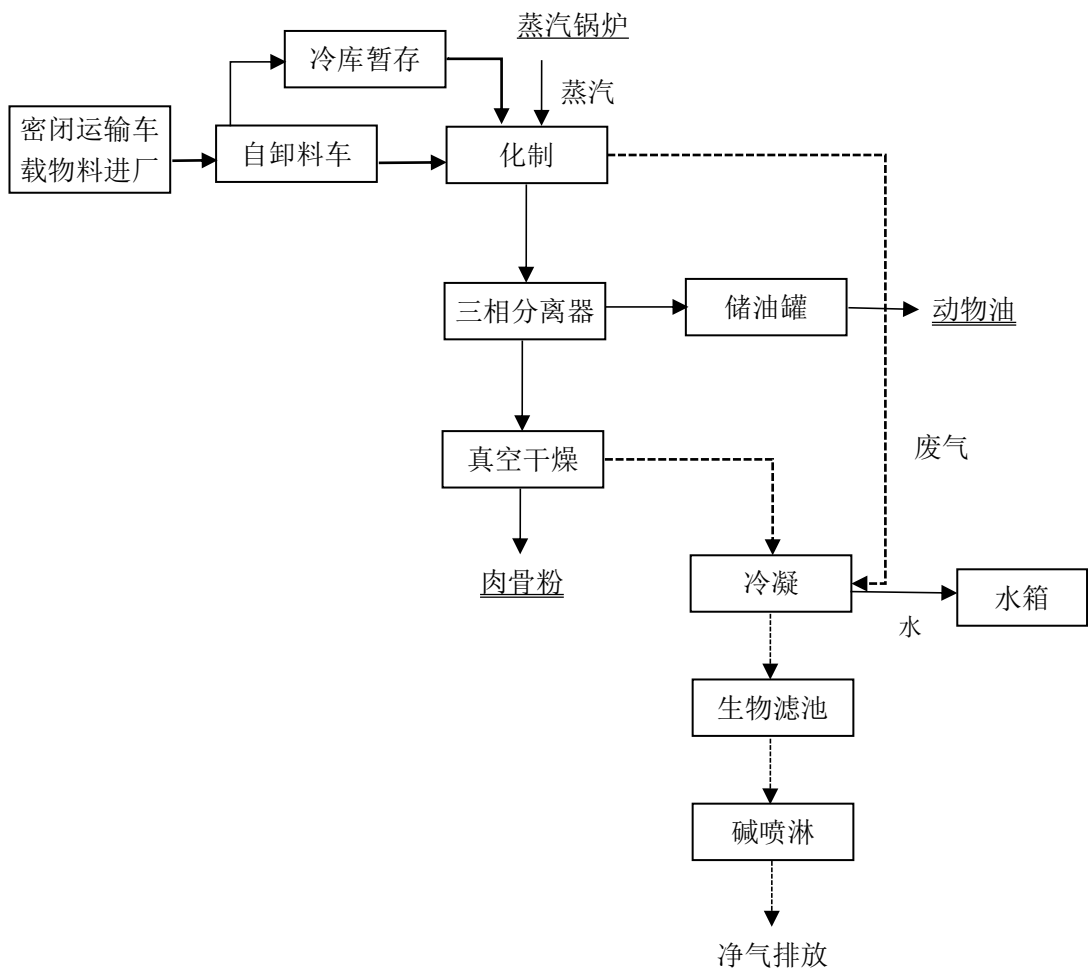 蒸汽锅炉
冷库暂存
蒸汽
密闭运输车
载物料进厂
自卸料车
化制
三相分离器
储油罐
动物油
真空干燥
废气
肉骨粉
冷凝
水箱
水
生物滤池
碱喷淋
净气排放